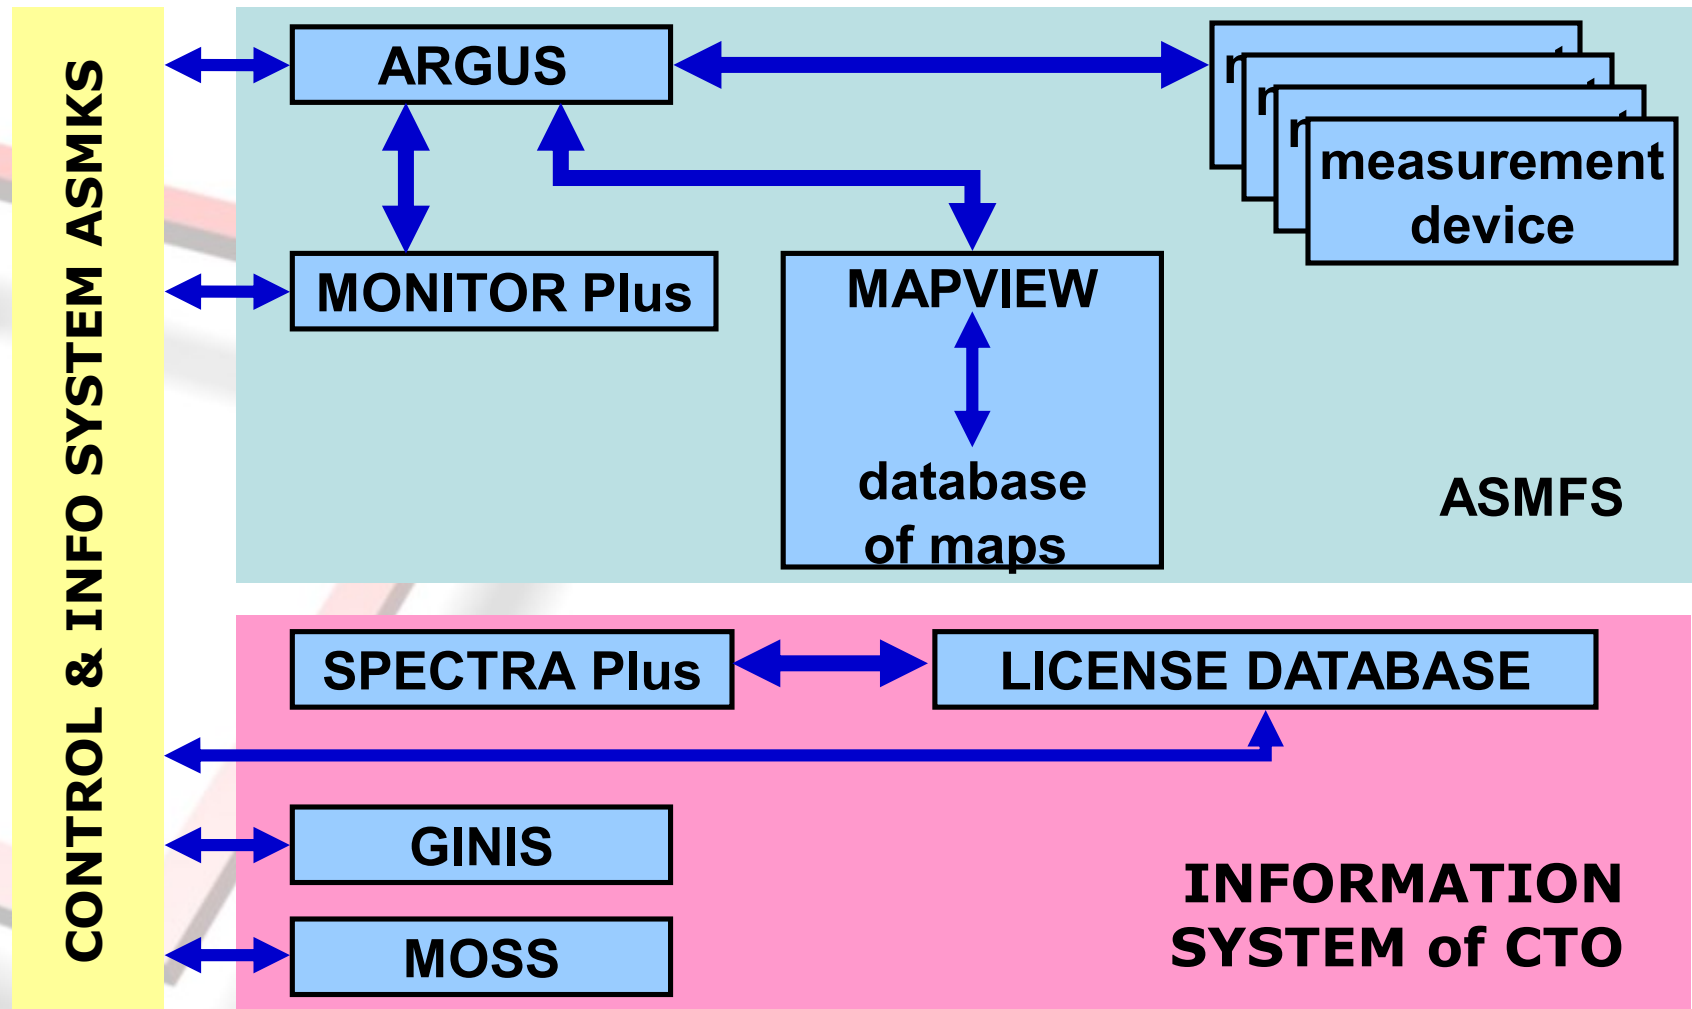 CONTROL & INFO SYSTEM ASMKS
ARGUS
measurement
device
MONITOR Plus
MAPVIEW
database
of maps
ASMFS
SPECTRA Plus
LICENSE DATABASE
GINIS
MOSS
INFORMATION
SYSTEM of CTO